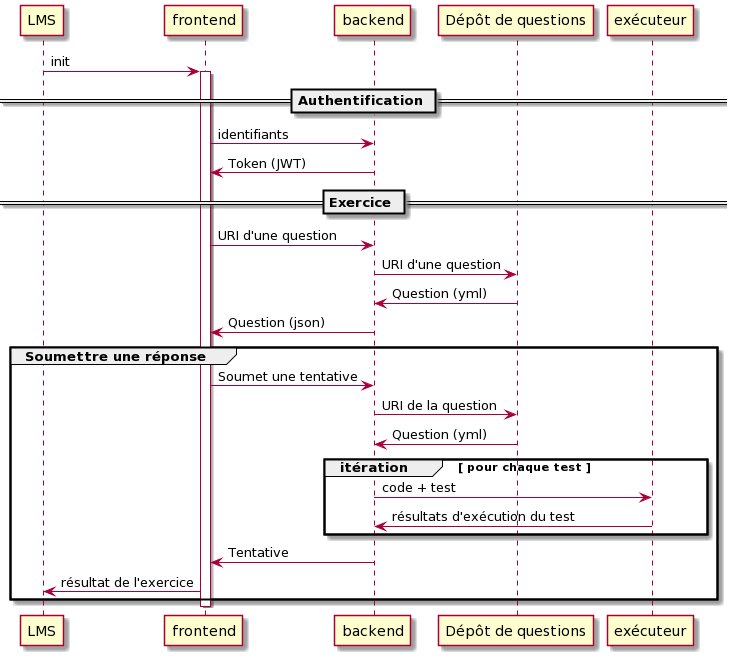 LMS frontend backend Dépôt de questions exécuteur
init
Authentification
identifiants
Token (JWT)
Exercice
URI d'une question
URI d'une question
Question (yml)
Question (json)
Soumettre une réponse
Soumet une tentative
URI de la question
Question (yml)
itération [ pour chaque test ]
code + test
résultats d'exécution du test
Tentative
résultat de l'exercice
LMS frontend backend Dépôt de questions exécuteur